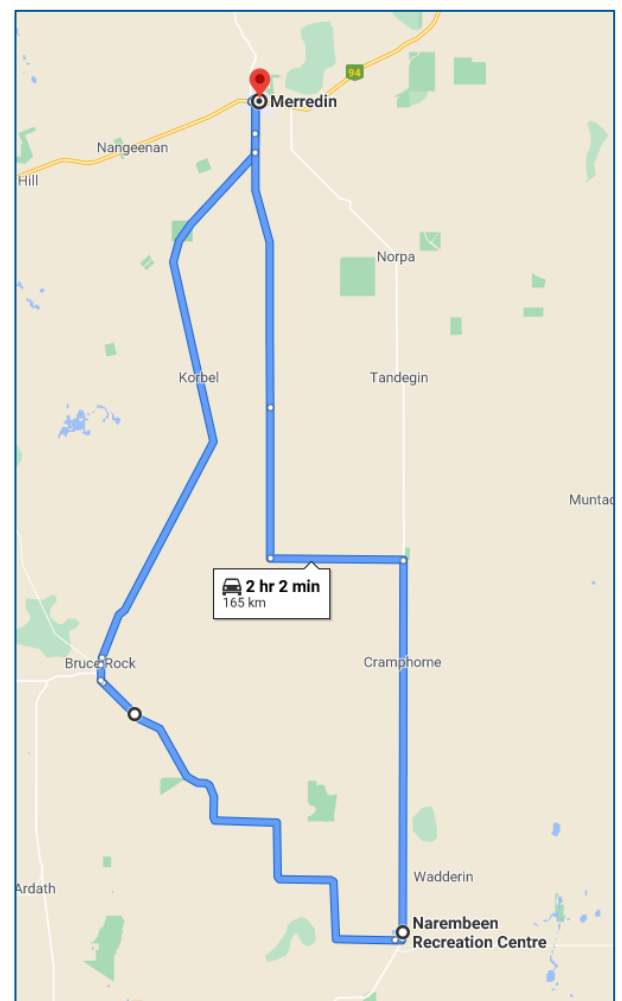 94
Merredin
Nangeenan
Hill
Norpa
Korbel
Tandegin
Muntad
2 hr 2 min
165 km
Bruce Rock
Cramphorne
Wadderin
Ardath
Narembeen
Recreation Centre